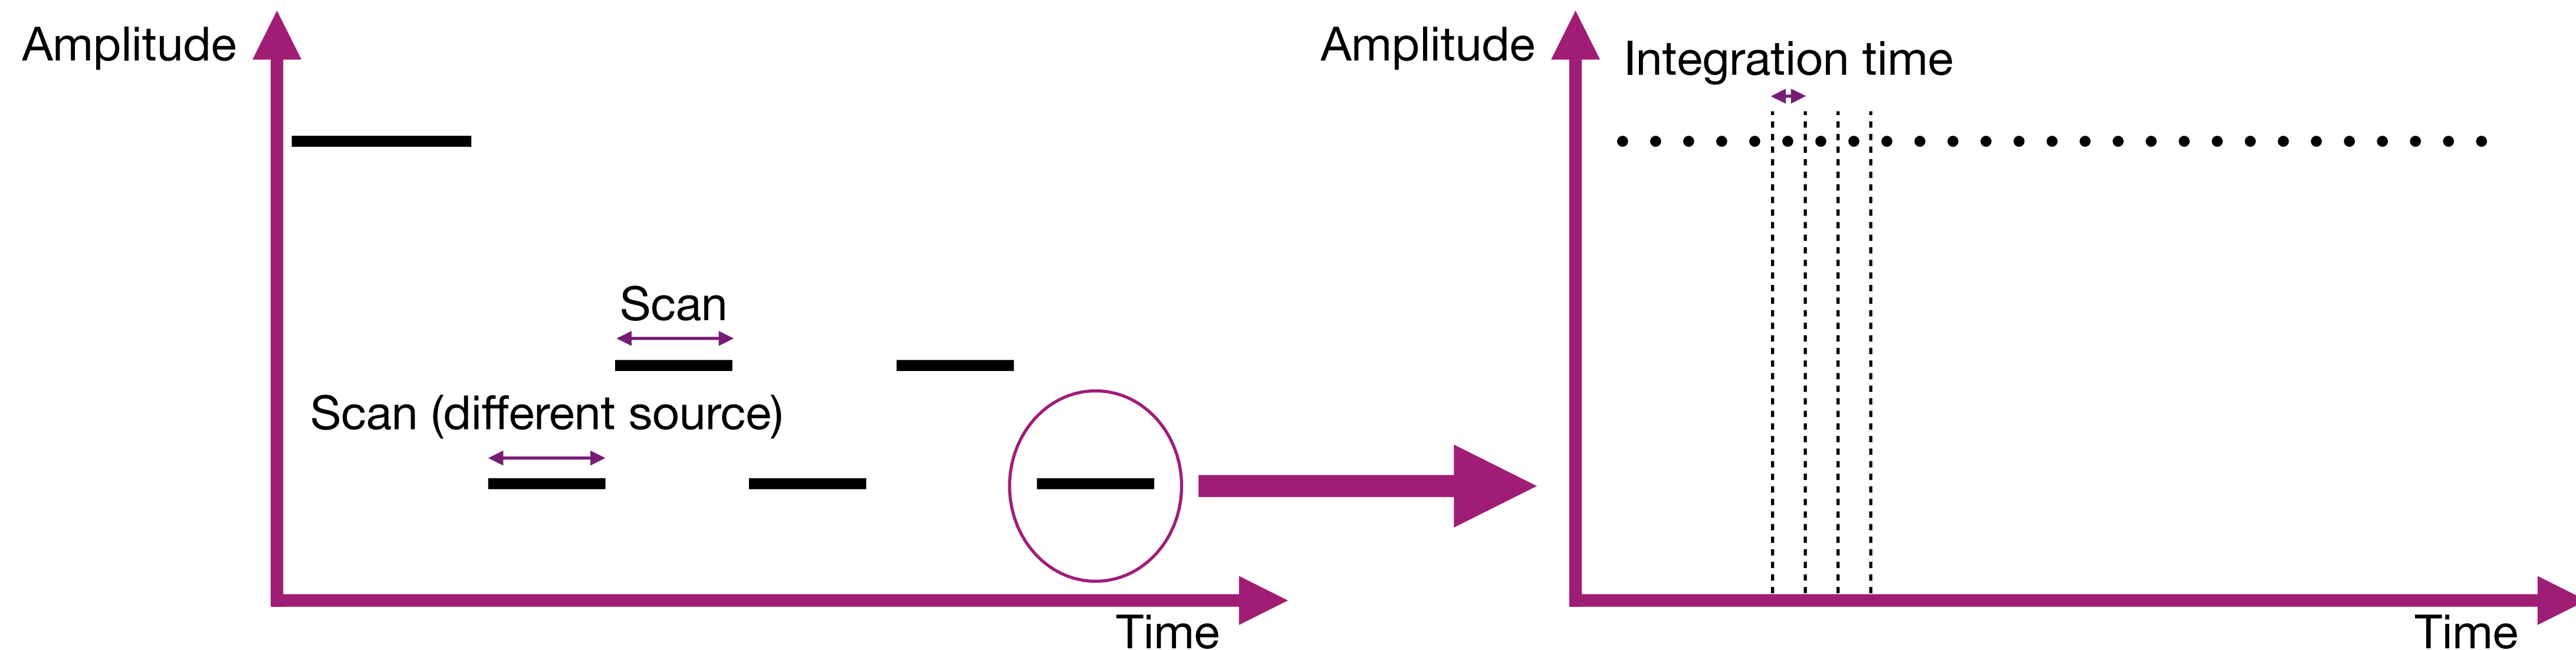 Amplitude
Scan
Scan (different source)
Time
Amplitude
Integration time
Time